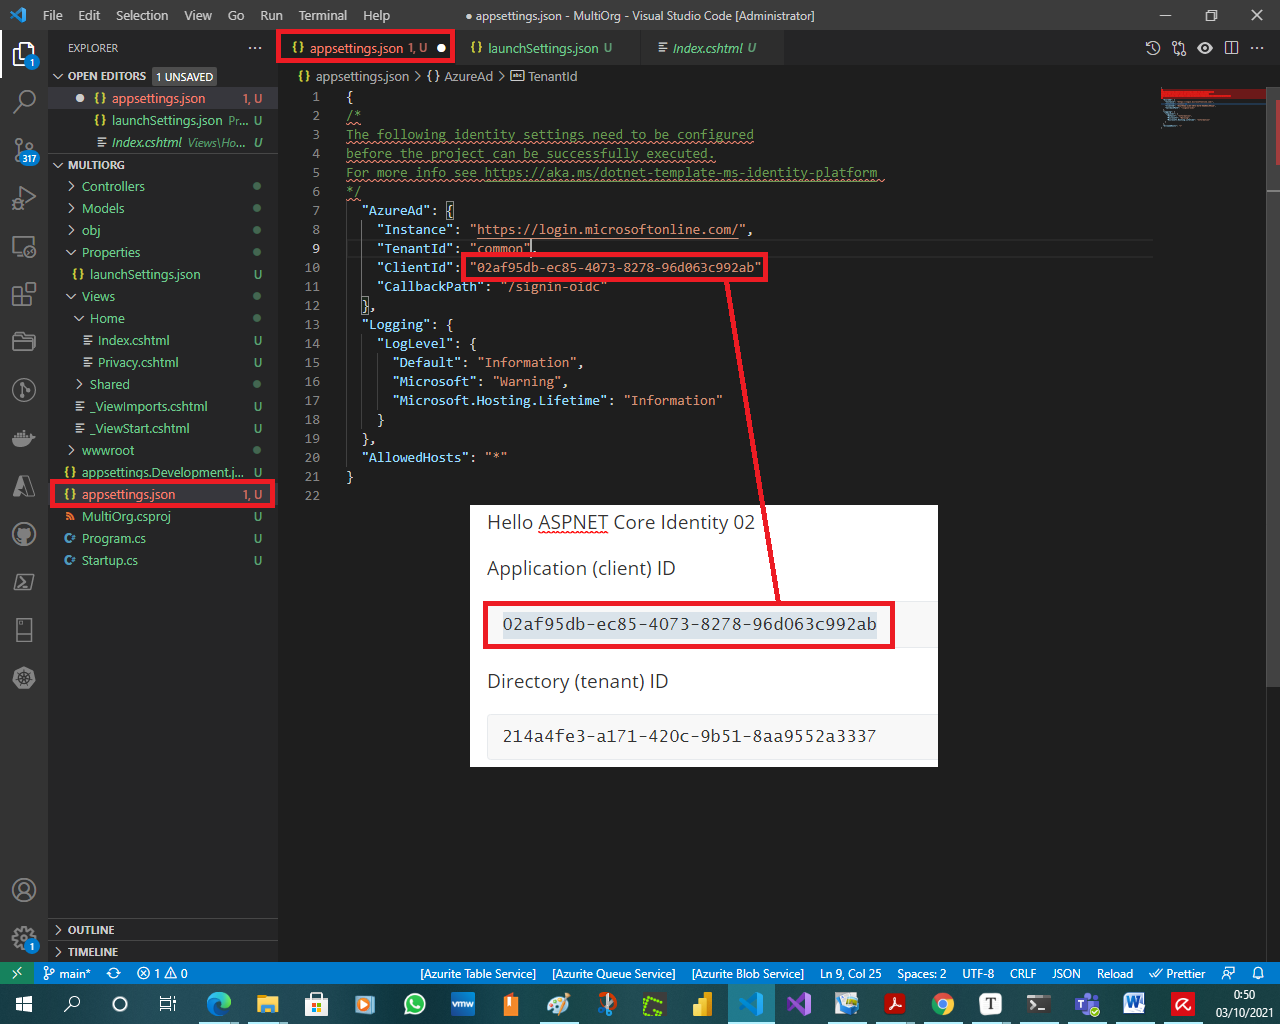 File Edit Selection View Go Run Terminal Help
● appsettings.json - MultiOrg - Visual Studio Code [Administrator]
EXPLORER
OPEN EDITORS 1 UNSAVED
appsettings.json 1, U
launchSettings.json Pr... U
Index.cshtml Views\Ho... U
MULTIORG
Controllers
Models
obj
Properties
launchSettings.json U
Views
Home
Index.cshtml U
Privacy.cshtml U
Shared
_ViewImports.cshtml U
_ViewStart.cshtml U
wwwroot
appsettings.Development.j... U
appsettings.json 1, U
MultiOrg.csproj U
Program.cs U
Startup.cs U
OUTLINE
TIMELINE
1
317
1
appsettings.json 1, U
launchSettings.json U
Index.cshtml U
appsettings.json > {} AzureAd > abc TenantId
1 {
2 /*
3 The following identity settings need to be configured
4 before the project can be successfully executed.
5 For more info see https://aka.ms/dotnet-template-ms-identity-platform
6 */
7 "AzureAd": {
8 "Instance": "https://login.microsoftonline.com/",
9 "TenantId": "common",
10 "ClientId": "02af95db-ec85-4073-8278-96d063c992ab"
11 "CallbackPath": "/signin-oidc"
12 },
13 "Logging": {
14 "LogLevel": {
15 "Default": "Information",
16 "Microsoft": "Warning",
17 "Microsoft.Hosting.Lifetime": "Information"
18 }
19 },
20 "AllowedHosts": "*"
21 }
22
Hello ASPNET Core Identity 02
Application (client) ID
02af95db-ec85-4073-8278-96d063c992ab
Directory (tenant) ID
214a4fe3-a171-420c-9b51-8aa9552a3337
main* 1 0 [Azurite Table Service] [Azurite Queue Service] [Azurite Blob Service] Ln 9, Col 25 Spaces: 2 UTF-8 CRLF JSON Reload Prettier
vmw
0:50
03/10/2021